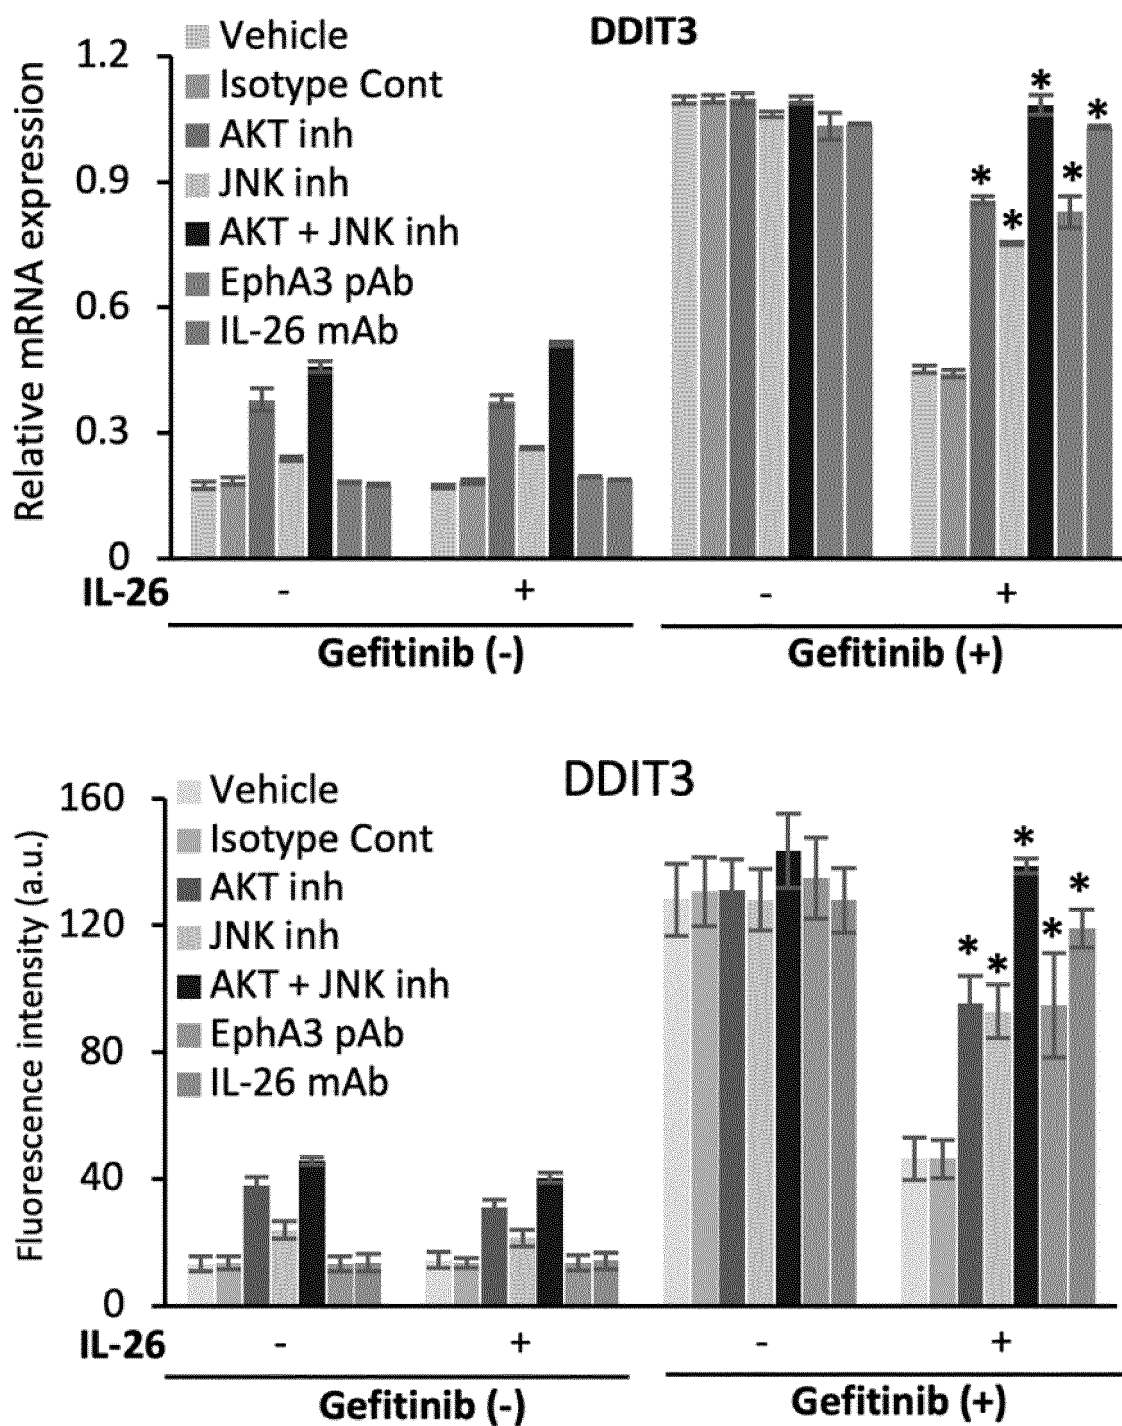 DDIT3
Relative mRNA expression
1.2
0.9
0.6
0.3
0
Vehicle
Isotype Cont
AKT inh
JNK inh
AKT + JNK inh
EphA3 pAb
IL-26 mAb
* * * * *
IL-26 - + - +
Gefitinib (-) Gefitinib (+)
DDIT3
Fluorescence intensity (a.u.)
160
120
80
40
0
Vehicle
Isotype Cont
AKT inh
JNK inh
AKT + JNK inh
EphA3 pAb
IL-26 mAb
* * * * *
IL-26 - + - +
Gefitinib (-) Gefitinib (+)